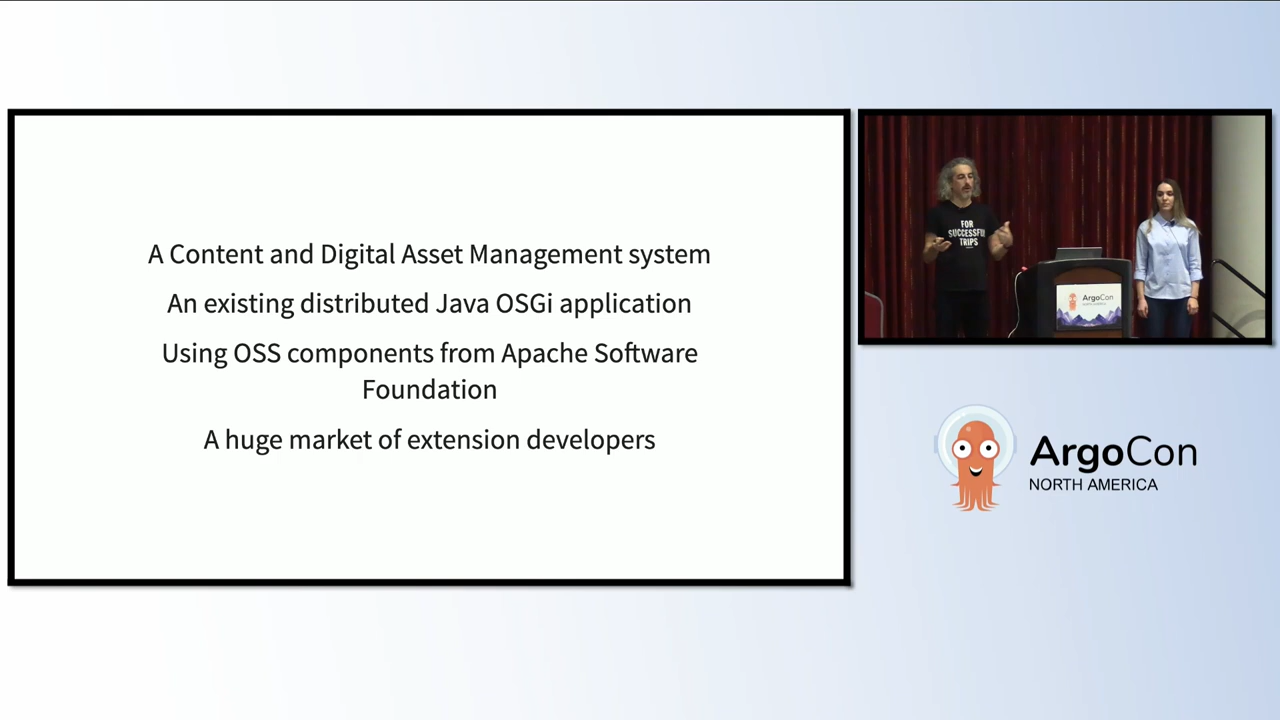 A Content and Digital Asset Management system
An existing distributed Java OSGi application
Using OSS components from Apache Software
Foundation
A huge market of extension developers
FOR
SUCCESSFUL
TRIPS
ArgoCon
ArgoCon
NORTH AMERICA